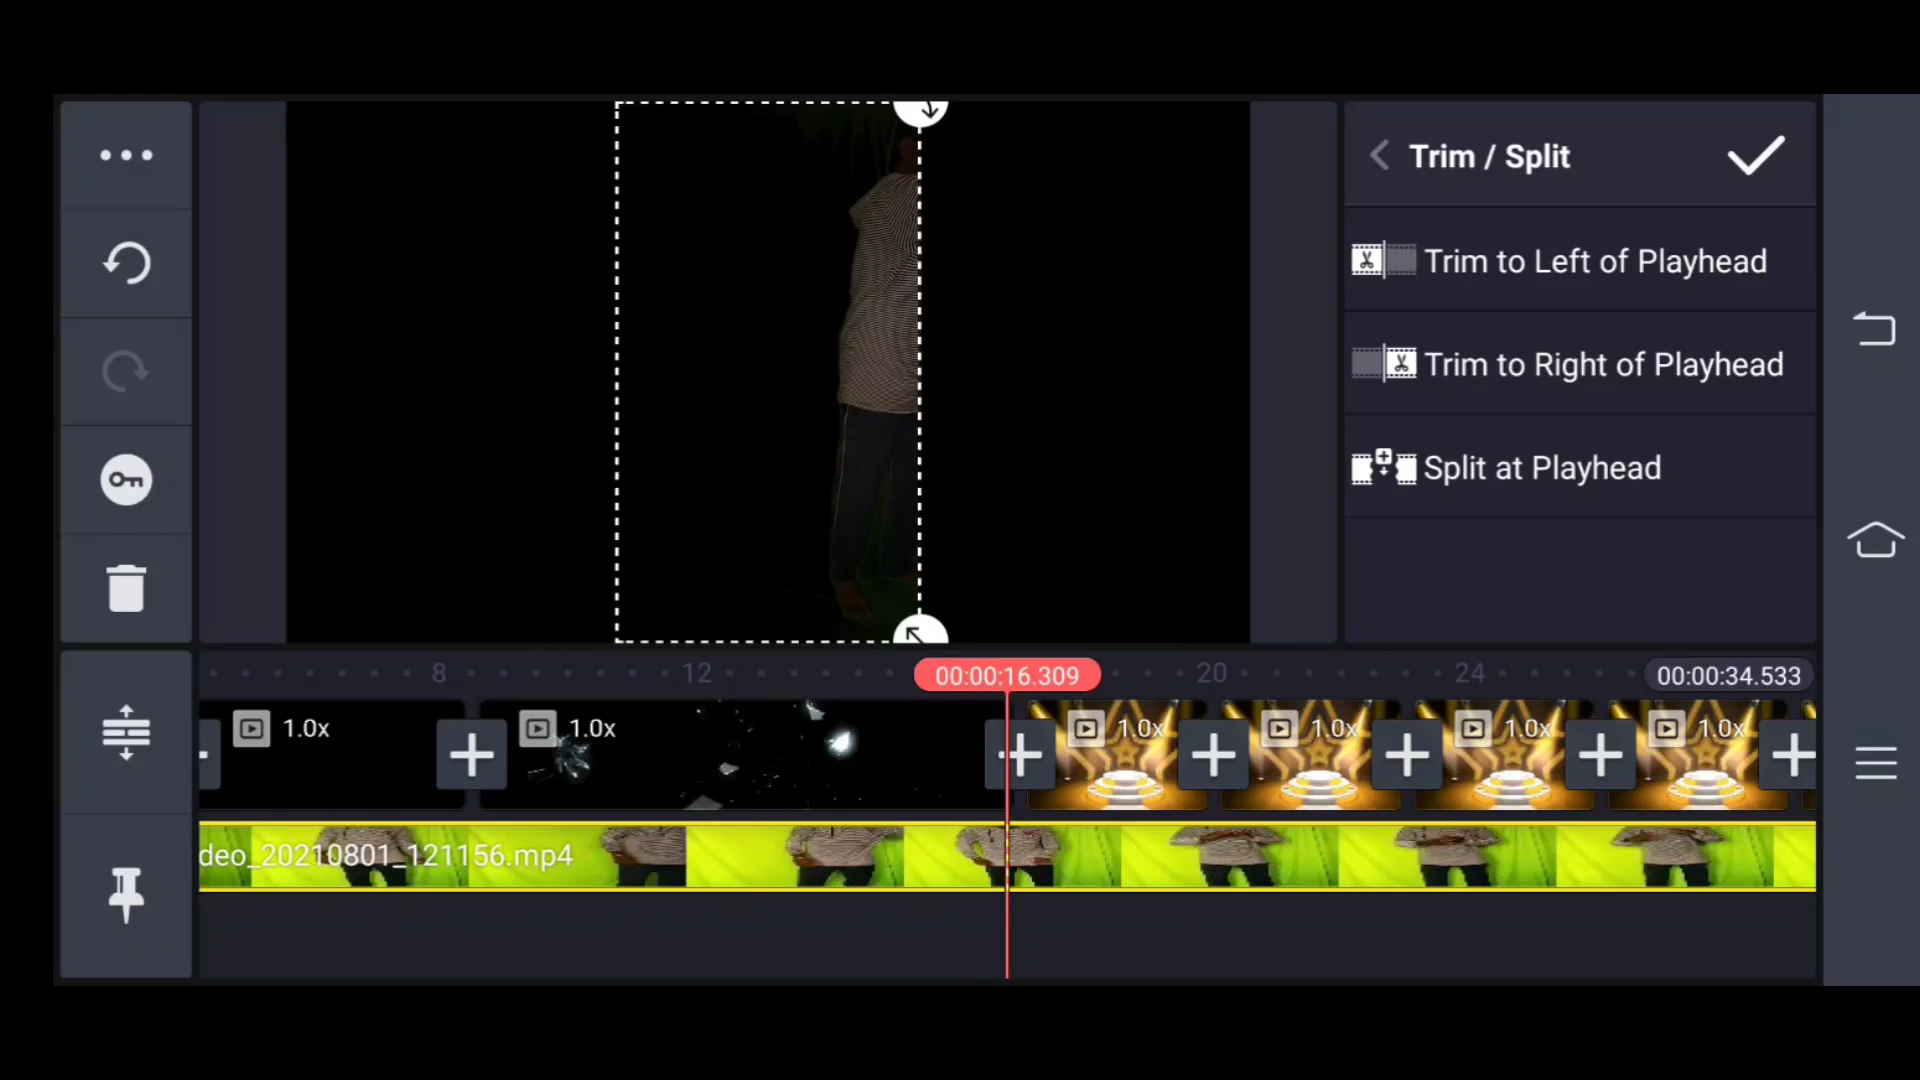 Trim / Split
Trim to Left of Playhead
Trim to Right of Playhead
Split at Playhead
8
12
00:00:16.309
20
24
00:00:34.533
1.0x
1.0x
1.0x
1.0x
1.0x
1.0x
deo_20210801_121156.mp4